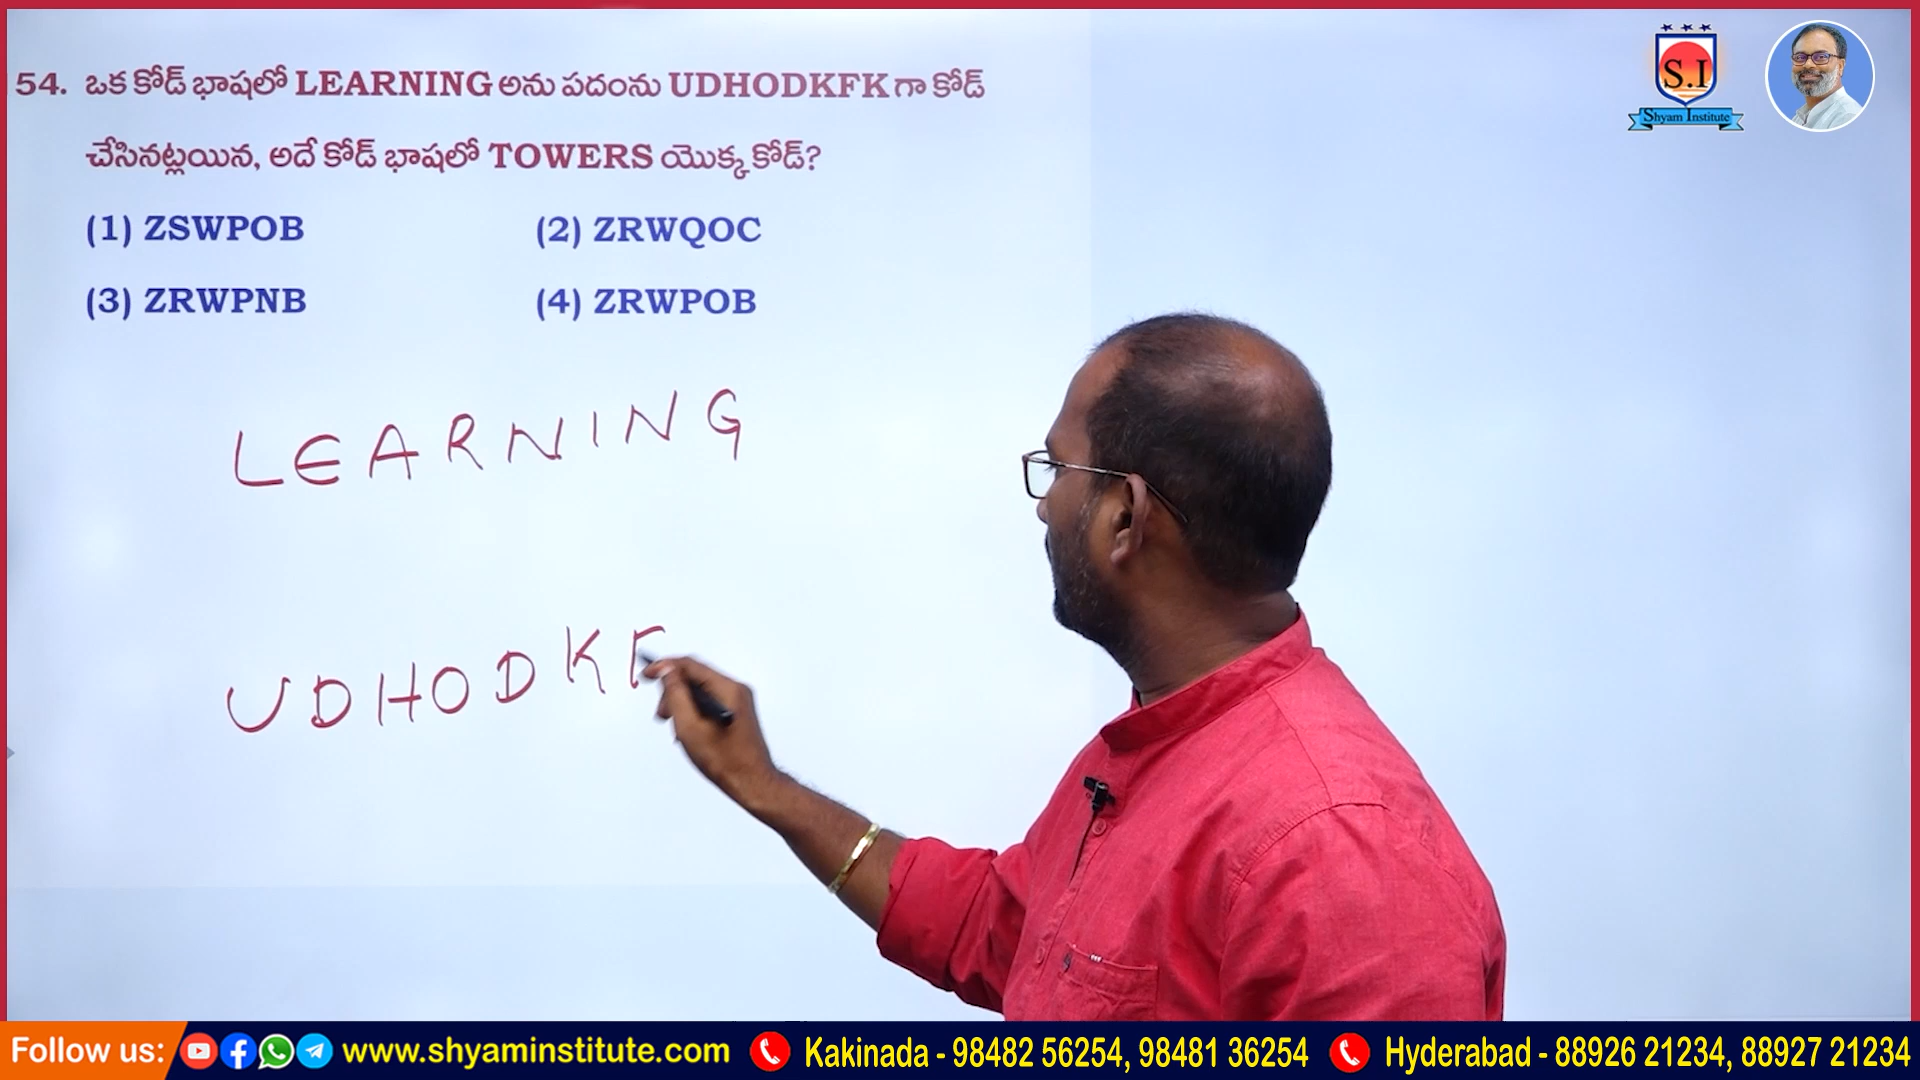 54. ఒక కోడ్ భాషలో LEARNING అను పదంను UDHODKFK గా కోడ్
చేసినట్లయిన, అదే కోడ్ భాషలో TOWERS యొక్క కోడ్?
(1) ZSWPOB (2) ZRWQOC
(3) ZRWPNB (4) ZRWPOB
S.I
Shyam Institute
LEARNING
UDHODKF
Follow us: www.shyaminstitute.com Kakinada - 98482 56254, 98481 36254 Hyderabad - 88926 21234, 88927 21234